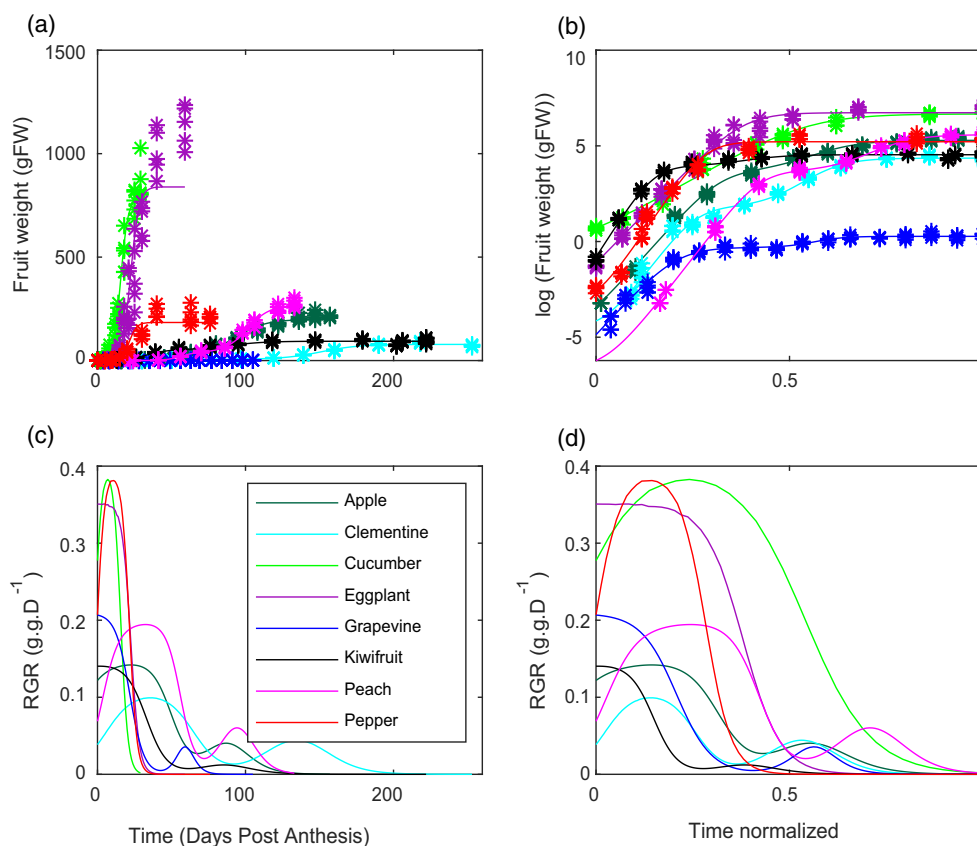 (a)
Fruit weight (gFW)
1500
1000
500
0
0
100
200
(b)
log (Fruit weight (gFW))
10
5
0
-5
0
0.5
(c)
RGR (g.g.D⁻¹)
0.4
0.3
0.2
0.1
0
0
100
200
Time (Days Post Anthesis)
Apple
Clementine
Cucumber
Eggplant
Grapevine
Kiwifruit
Peach
Pepper
(d)
RGR (g.g.D⁻¹)
0.4
0.3
0.2
0.1
0
0
0.5
Time normalized